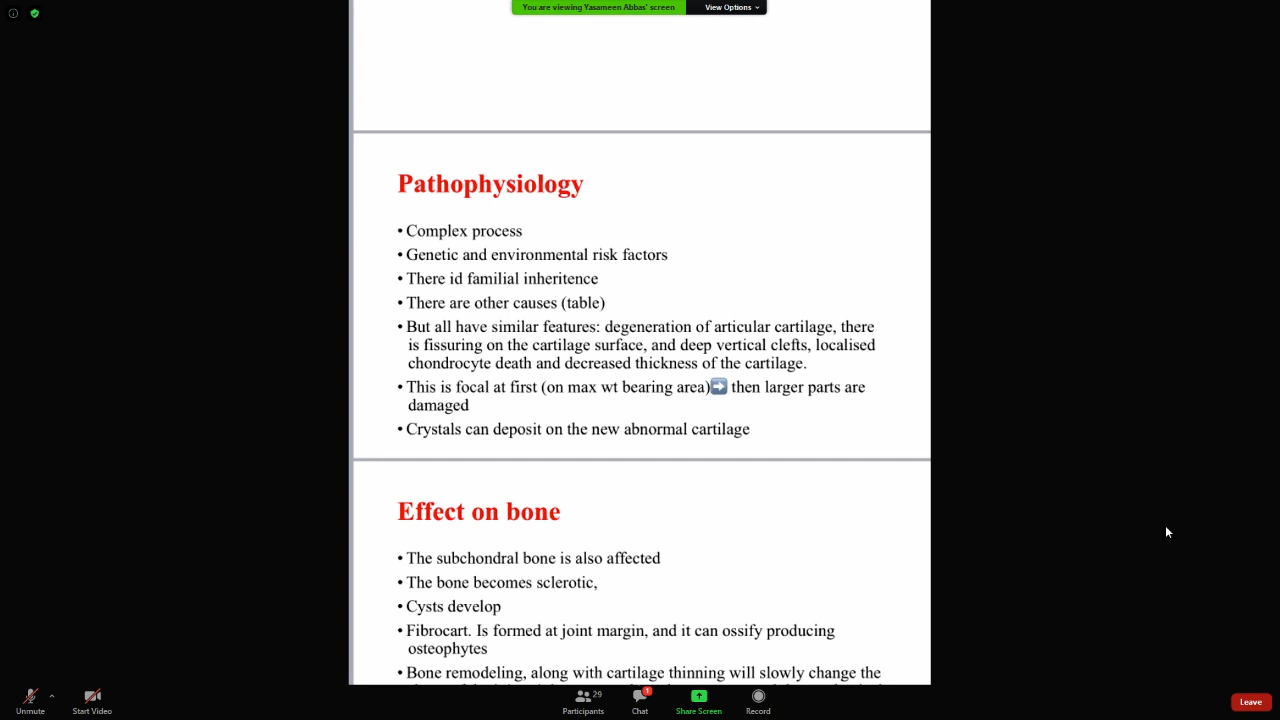 You are viewing Yasameen Abbas' screen
View Options
Pathophysiology
• Complex process
• Genetic and environmental risk factors
• There id familial inheritence
• There are other causes (table)
• But all have similar features: degeneration of articular cartilage, there
is fissuring on the cartilage surface, and deep vertical clefts, localised
chondrocyte death and decreased thickness of the cartilage.
• This is focal at first (on max wt bearing area)➡️ then larger parts are
damaged
• Crystals can deposit on the new abnormal cartilage
Effect on bone
• The subchondral bone is also affected
• The bone becomes sclerotic,
• Cysts develop
• Fibrocart. Is formed at joint margin, and it can ossify producing
osteophytes
• Bone remodeling, along with cartilage thinning will slowly change the
Unmute
Start Video
29
Participants
1
Chat
Share Screen
Record
Leave